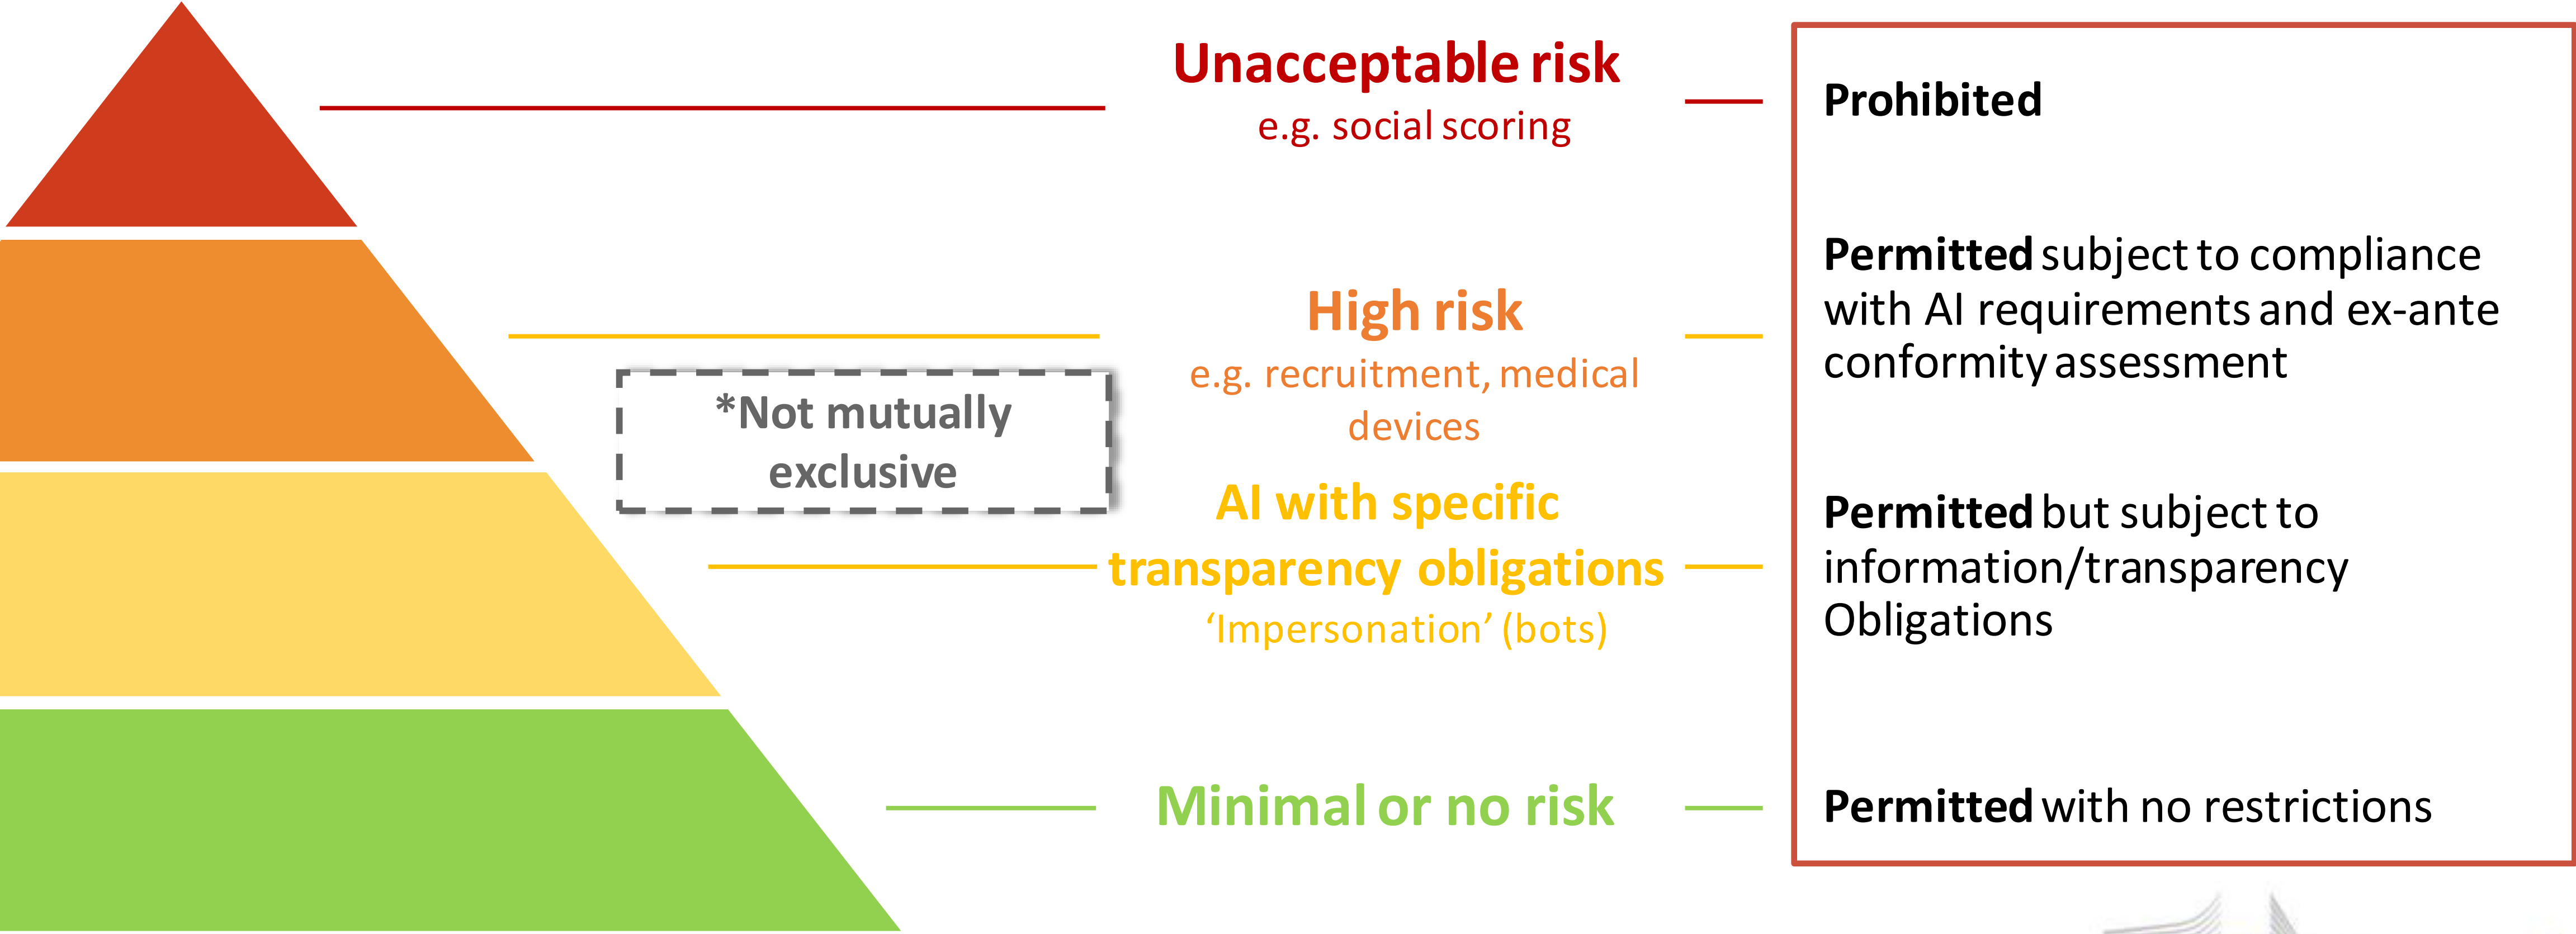 Unacceptable risk
e.g. social scoring
Prohibited
High risk
e.g. recruitment, medical
devices
Permitted subject to compliance
with AI requirements and ex-ante
conformity assessment
*Not mutually
exclusive
AI with specific
transparency obligations
‘Impersonation’ (bots)
Permitted but subject to
information/transparency
Obligations
Minimal or no risk
Permitted with no restrictions